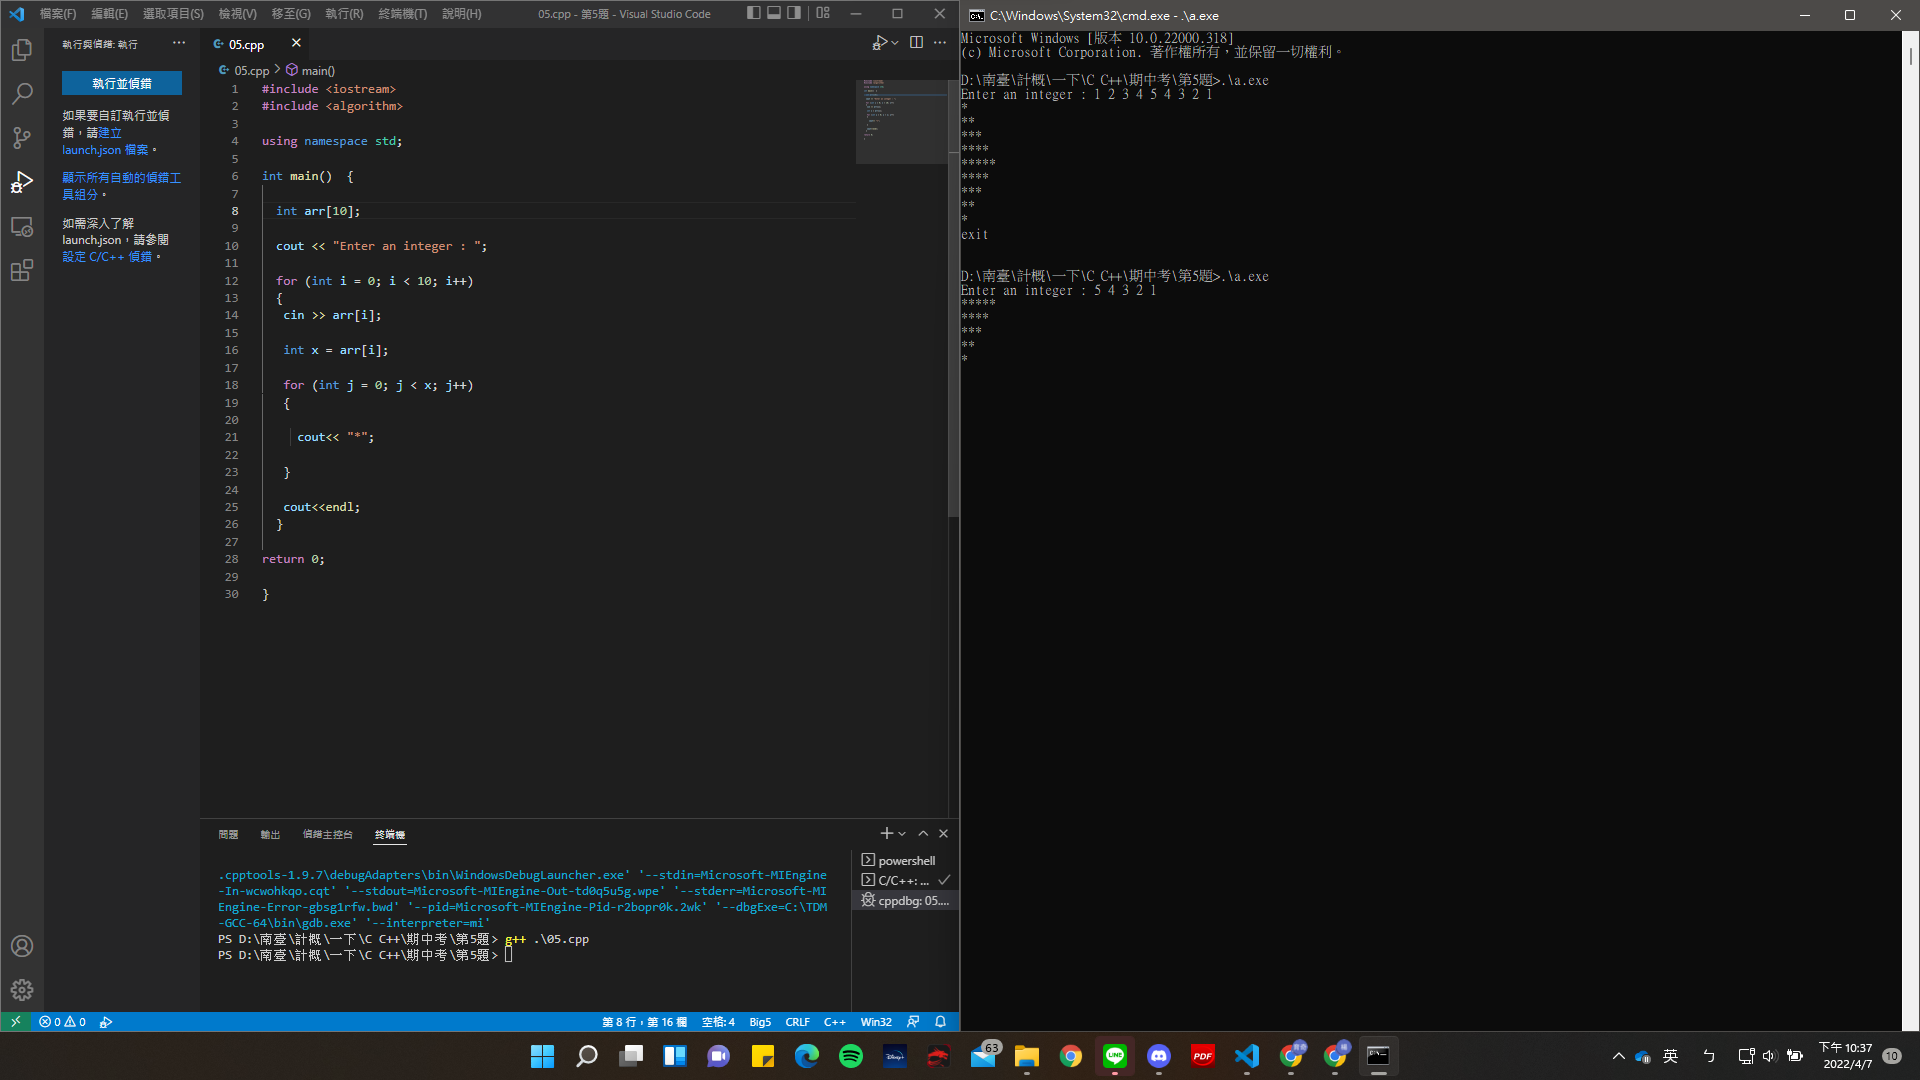 檔案(F) 編輯(E) 選取項目(S) 檢視(V) 移至(G) 執行(R) 終端機(T) 說明(H) 05.cpp - 第5題 - Visual Studio Code
執行與偵錯: 執行
執行並偵錯
如果要自訂執行並偵
錯，請建立
launch.json 檔案。
顯示所有自動的偵錯工
具組分。
如需深入了解
launch.json，請參閱
設定 C/C++ 偵錯。
05.cpp
05.cpp > main()
1 #include <iostream>
2 #include <algorithm>
3
4 using namespace std;
5
6 int main()  {
7
8 int arr[10];
9
10 cout << "Enter an integer : ";
11
12 for (int i = 0; i < 10; i++)
13 {
14 cin >> arr[i];
15
16 int x = arr[i];
17
18 for (int j = 0; j < x; j++)
19 {
20
21 cout<< "*";
22
23 }
24
25 cout<<endl;
26 }
27
28 return 0;
29
30 }
問題 輸出 偵錯主控台 終端機
.cpptools-1.9.7\debugAdapters\bin\WindowsDebugLauncher.exe' '--stdin=Microsoft-MIEngine
-In-wcwohkqo.cqt' '--stdout=Microsoft-MIEngine-Out-td0q5u5g.wpe' '--stderr=Microsoft-MI
Engine-Error-gbsg1rfw.bwd' '--pid=Microsoft-MIEngine-Pid-r2bopr0k.2wk' '--dbgExe=C:\TDM
-GCC-64\bin\gdb.exe' '--interpreter=mi'
PS D:\南臺\計概\一下\C C++\期中考\第5題> g++ .\05.cpp
PS D:\南臺\計概\一下\C C++\期中考\第5題>
powershell
C/C++: ...
cppdbg: 05....
0 0 第 8 行，第 16 欄 空格: 4 Big5 CRLF C++ Win32
C:\Windows\System32\cmd.exe - .\a.exe
Microsoft Windows [版本 10.0.22000.318]
(c) Microsoft Corporation. 著作權所有，並保留一切權利。
D:\南臺\計概\一下\C C++\期中考\第5題>.\a.exe
Enter an integer : 1 2 3 4 5 4 3 2 1
*
**
***
****
*****
****
***
**
*
exit
D:\南臺\計概\一下\C C++\期中考\第5題>.\a.exe
Enter an integer : 5 4 3 2 1
*****
****
***
**
*
Disney+
63
LINE
PDF
英 ㄅ
下午 10:37
2022/4/7
10